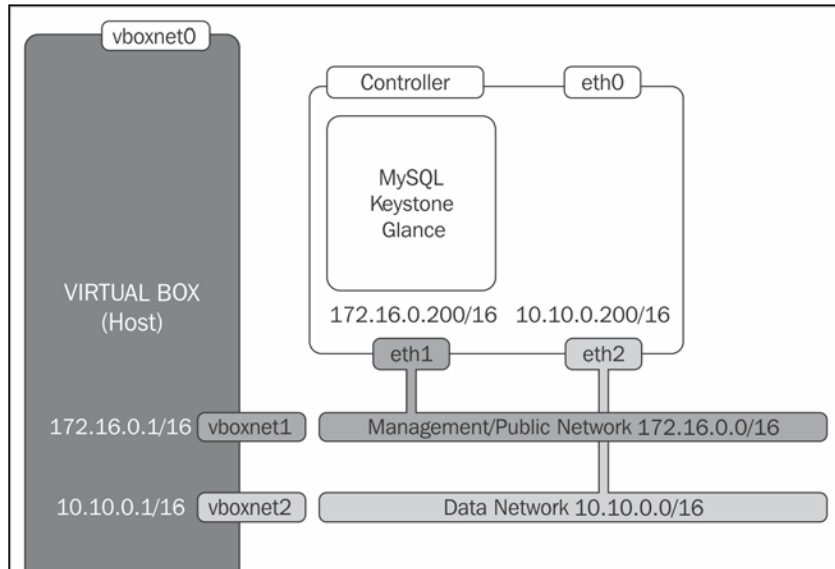 vboxnet0
Controller
eth0
MySQL
Keystone
Glance
VIRTUAL BOX
(Host)
172.16.0.200/16
10.10.0.200/16
eth1
eth2
172.16.0.1/16
vboxnet1
Management/Public Network 172.16.0.0/16
10.10.0.1/16
vboxnet2
Data Network 10.10.0.0/16